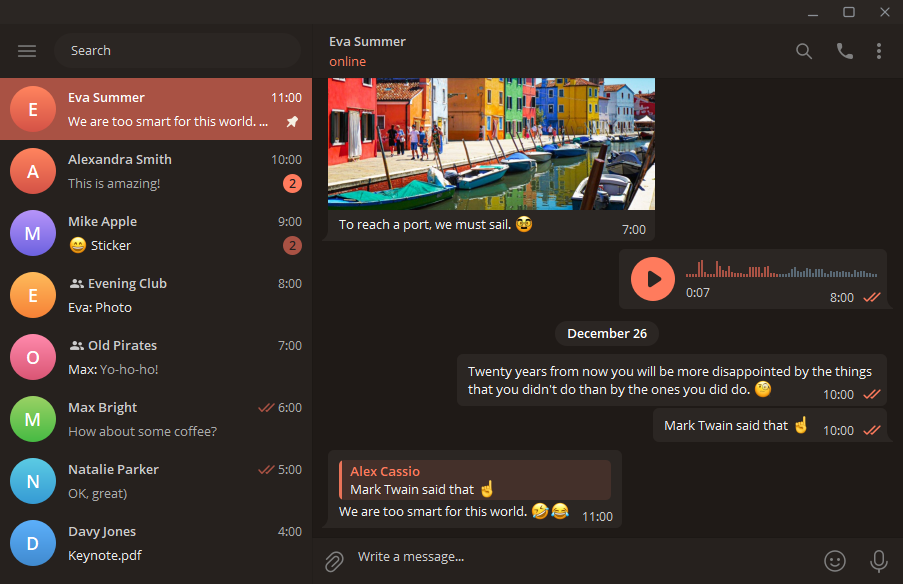 Search
E
Eva Summer 11:00
We are too smart for this world. ...
A
Alexandra Smith 10:00
This is amazing! 2
M
Mike Apple 9:00
😄 Sticker 2
E
Evening Club 8:00
Eva: Photo
O
Old Pirates 7:00
Max: Yo-ho-ho!
M
Max Bright 6:00
How about some coffee?
N
Natalie Parker 5:00
OK, great)
D
Davy Jones 4:00
Keynote.pdf
Eva Summer
online
To reach a port, we must sail. 🥸 7:00
0:07 8:00
December 26
Twenty years from now you will be more disappointed by the things
that you didn't do than by the ones you did do. 🧐 10:00
Mark Twain said that ☝️ 10:00
Alex Cassio
Mark Twain said that ☝️
We are too smart for this world. 🤣😂 11:00
Write a message...